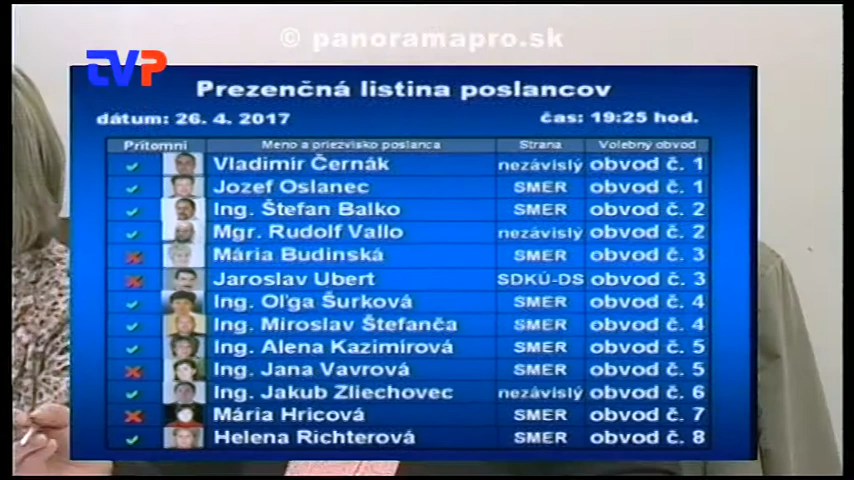 © panoramapro.sk
TVP
Prezenčná listina poslancov
dátum: 26. 4. 2017 čas: 19:25 hod.
Prítomní Meno a priezvisko poslanca Strana Volebný obvod
Vladimír Černák nezávislý obvod č. 1
Jozef Oslanec SMER obvod č. 1
Ing. Štefan Balko SMER obvod č. 2
Mgr. Rudolf Vallo nezávislý obvod č. 2
Mária Budinská SMER obvod č. 3
Jaroslav Ubert SDKÚ-DS obvod č. 3
Ing. Oľga Šurková SMER obvod č. 4
Ing. Miroslav Štefanča SMER obvod č. 4
Ing. Alena Kazimírová SMER obvod č. 5
Ing. Jana Vavrová SMER obvod č. 5
Ing. Jakub Zliechovec nezávislý obvod č. 6
Mária Hricová SMER obvod č. 7
Helena Richterová SMER obvod č. 8